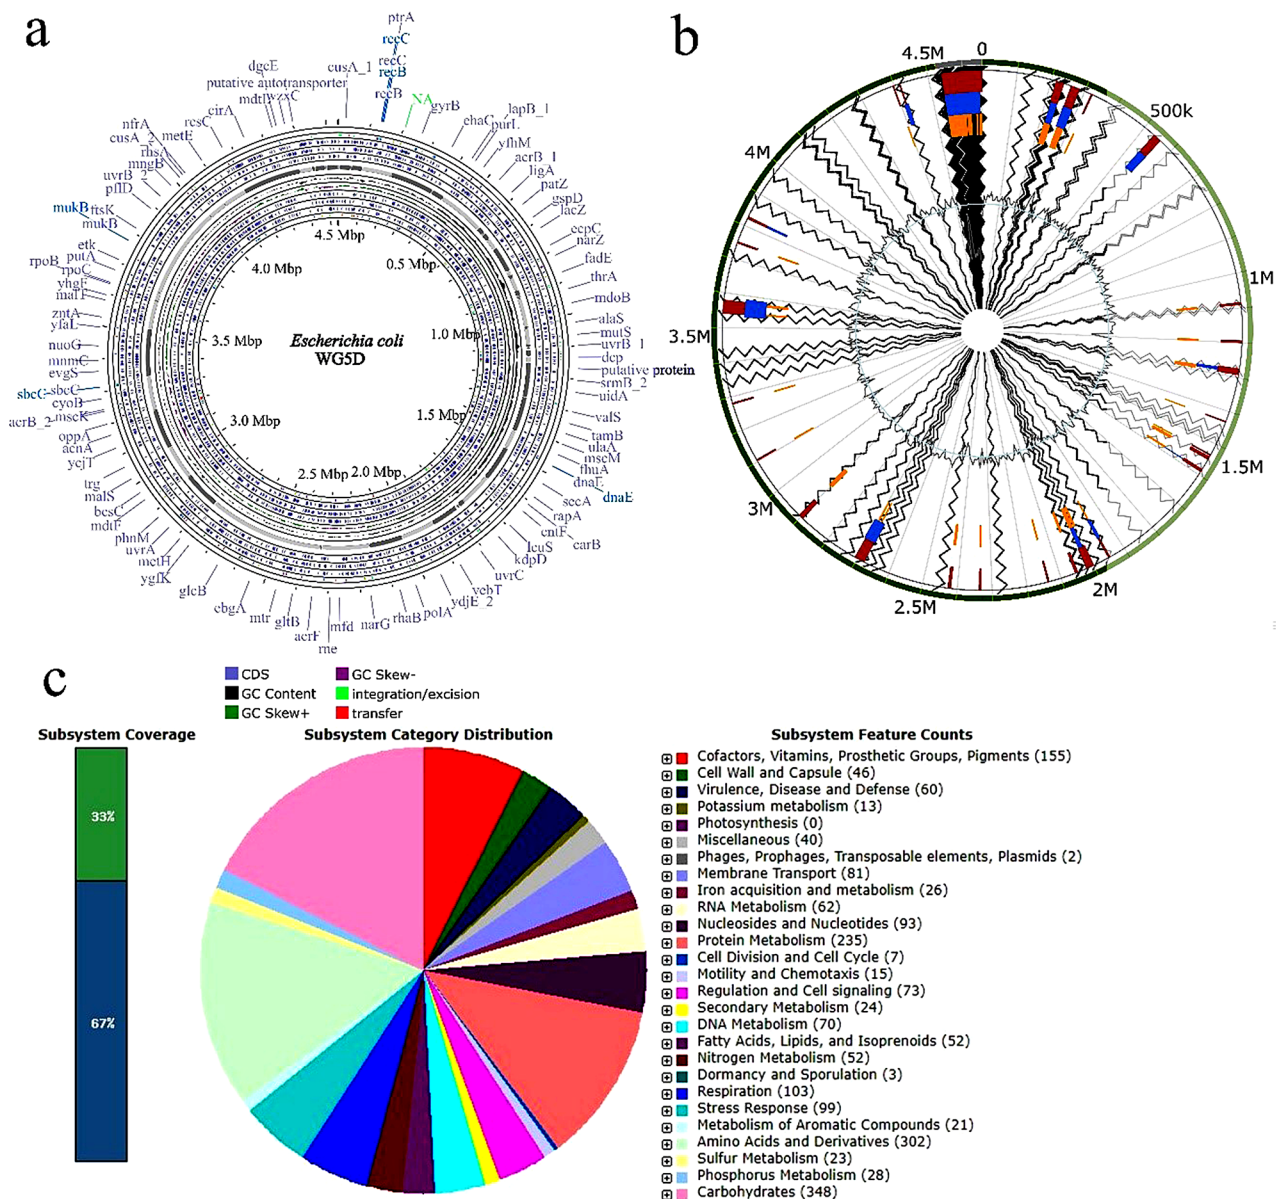 a
ptrA
recC
recC
recB
recB
NA
gyrB
cusA_1
dgcE
putative autotransporter
mdtI
wzxC
cirA
rcsC
metE
nfrA
cusA_2
rhsA
mngB
uvrB_2
pflD
mukB
ftsK
mukB
etk
putA
rpoB
rpoC
yhgF
malT
zntA
yfaL
nuoG
mnmC
evgS
sbcC
sbcC
cyoB
acrB_2
mscK
oppA
acnA
ycjT
trg
malS
bcsC
mdtF
phnM
uvrA
metH
ygfK
glcB
ebgA
mtr
gltB
acrF
rne
mfd
narG
rhaB
polA
ydjE_2
ycbT
uvrC
kdpD
lcuS
carB
cntF
rapA
secA
dnaE
dnaE
thuA
mscM
ulaA
tamB
valS
uidA
srmB_2
putative protein
dcp
uvrB_1
mutS
alaS
mdoB
thrA
fadE
narZ
ccpC
lacZ
gspD
patZ
ligA
acrB_1
yfhM
purL
lapB_1
chaC
4.5 Mbp
0.5 Mbp
1.0 Mbp
1.5 Mbp
2.0 Mbp
2.5 Mbp
3.0 Mbp
3.5 Mbp
4.0 Mbp
Escherichia coli
WG5D
b
0
500k
1M
1.5M
2M
2.5M
3M
3.5M
4M
4.5M
c
CDS
GC Content
GC Skew+
GC Skew-
integration/excision
transfer
Subsystem Coverage
33%
67%
Subsystem Category Distribution
Subsystem Feature Counts
Cofactors, Vitamins, Prosthetic Groups, Pigments (155)
Cell Wall and Capsule (46)
Virulence, Disease and Defense (60)
Potassium metabolism (13)
Photosynthesis (0)
Miscellaneous (40)
Phages, Prophages, Transposable elements, Plasmids (2)
Membrane Transport (81)
Iron acquisition and metabolism (26)
RNA Metabolism (62)
Nucleosides and Nucleotides (93)
Protein Metabolism (235)
Cell Division and Cell Cycle (7)
Motility and Chemotaxis (15)
Regulation and Cell signaling (73)
Secondary Metabolism (24)
DNA Metabolism (70)
Fatty Acids, Lipids, and Isoprenoids (52)
Nitrogen Metabolism (52)
Dormancy and Sporulation (3)
Respiration (103)
Stress Response (99)
Metabolism of Aromatic Compounds (21)
Amino Acids and Derivatives (302)
Sulfur Metabolism (23)
Phosphorus Metabolism (28)
Carbohydrates (348)